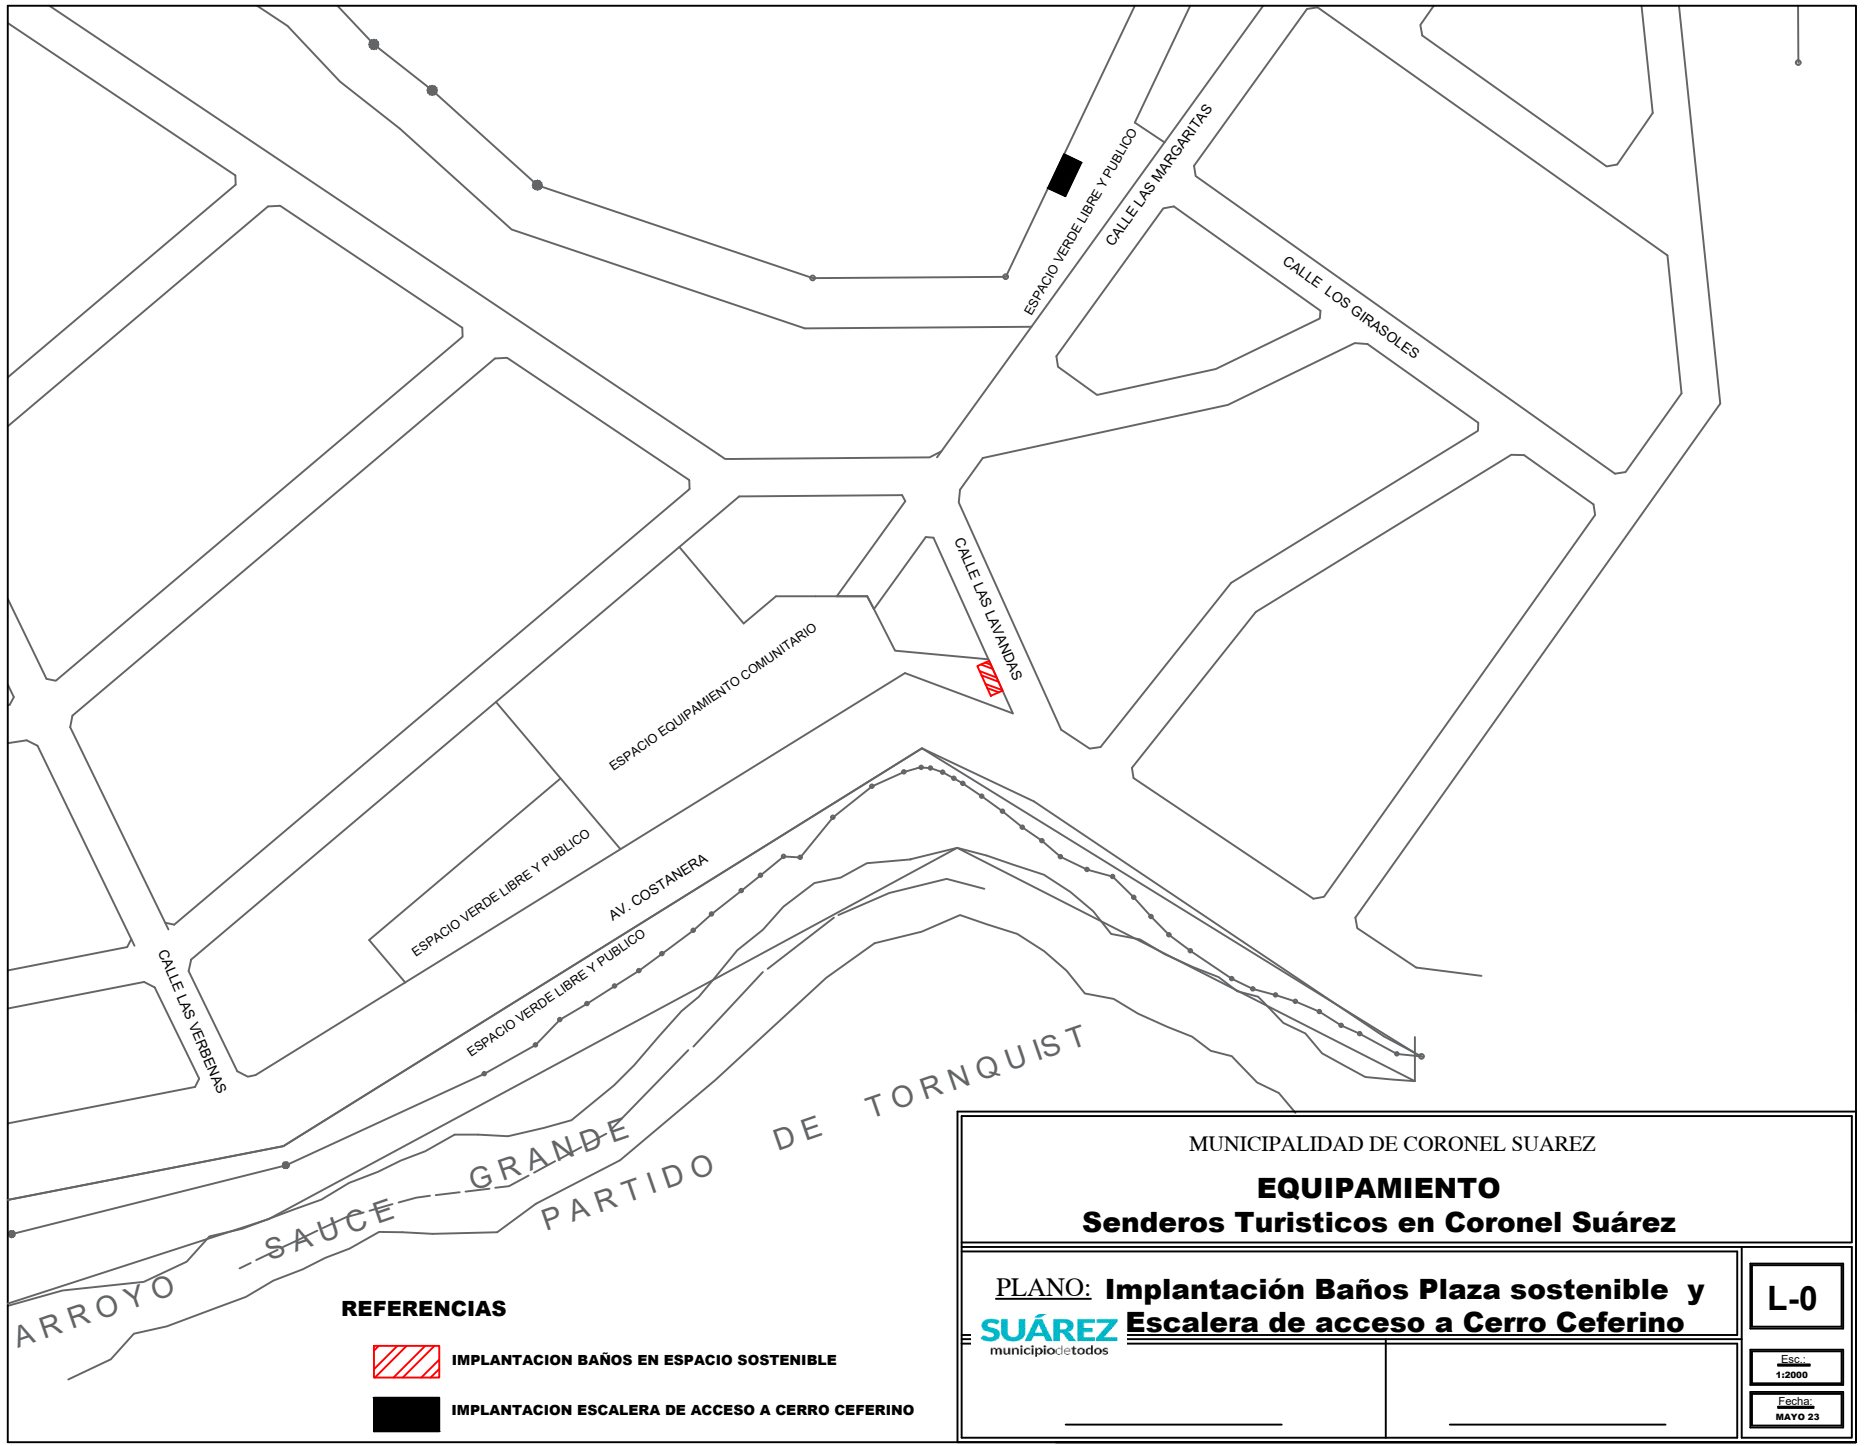 ESPACIO VERDE LIBRE Y PUBLICO
CALLE LAS MARGARITAS
CALLE  LOS GIRASOLES
CALLE LAS LAVANDAS
ESPACIO EQUIPAMIENTO COMUNITARIO
ESPACIO VERDE LIBRE Y PUBLICO
AV. COSTANERA
ESPACIO VERDE LIBRE Y PUBLICO
CALLE LAS VERBENAS
ARROYO SAUCE GRANDE
PARTIDO DE TORNQUIST
REFERENCIAS
IMPLANTACION BAÑOS EN ESPACIO SOSTENIBLE
IMPLANTACION ESCALERA DE ACCESO A CERRO CEFERINO
MUNICIPALIDAD DE CORONEL SUAREZ
EQUIPAMIENTO
Senderos Turisticos en Coronel Suárez
PLANO: Implantación Baños Plaza sostenible y
Escalera de acceso a Cerro Ceferino
SUÁREZ
municipiodetodos
L-0
Esc.:
1:2000
Fecha:
MAYO 23